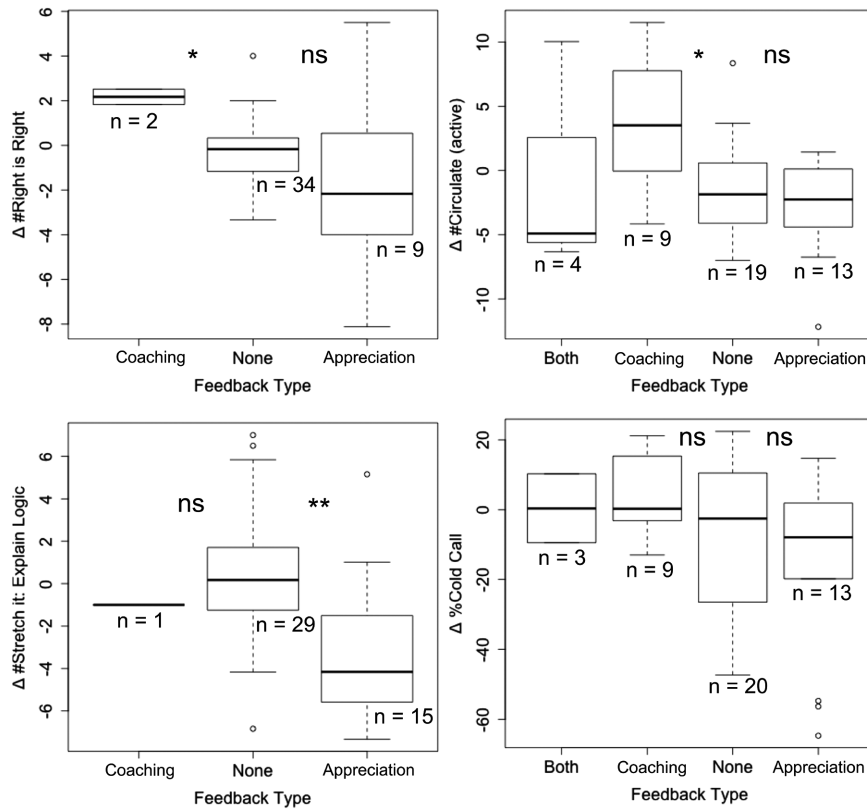 Δ #Right is Right
6
4
2
0
-2
-4
-6
-8
*
ns
n = 2
n = 34
n = 9
Coaching
None
Appreciation
Feedback Type
Δ #Circulate (active)
10
5
0
-5
-10
*
ns
n = 4
n = 9
n = 19
n = 13
Both
Coaching
None
Appreciation
Feedback Type
Δ #Stretch it: Explain Logic
6
4
2
0
-2
-4
-6
ns
**
n = 1
n = 29
n = 15
Coaching
None
Appreciation
Feedback Type
Δ %Cold Call
20
0
-20
-40
-60
ns
ns
n = 3
n = 9
n = 20
n = 13
Both
Coaching
None
Appreciation
Feedback Type